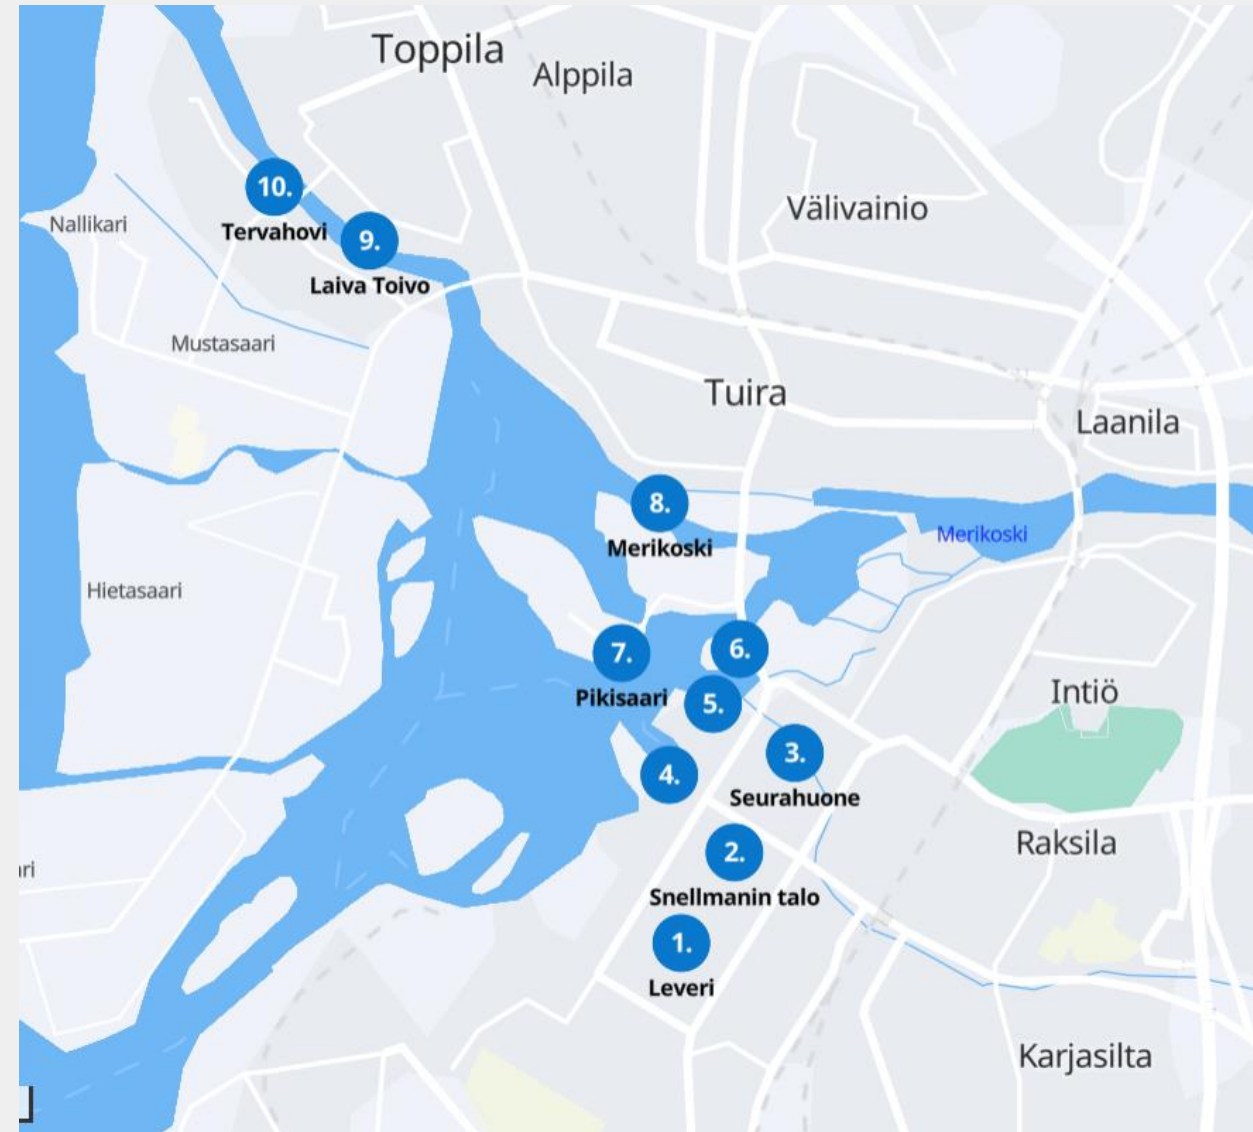 Toppila
Alppila
10.
Tervahovi
Välivainio
Nallikari
9.
Laiva Toivo
Mustasaari
Tuira
Laanila
8.
Merikoski
Merikoski
Hietasaari
7.
Pikisaari
6.
5.
Intiö
4.
3.
Seurahuone
2.
Snellmanin talo
Raksila
ri
1.
Leveri
Karjasilta